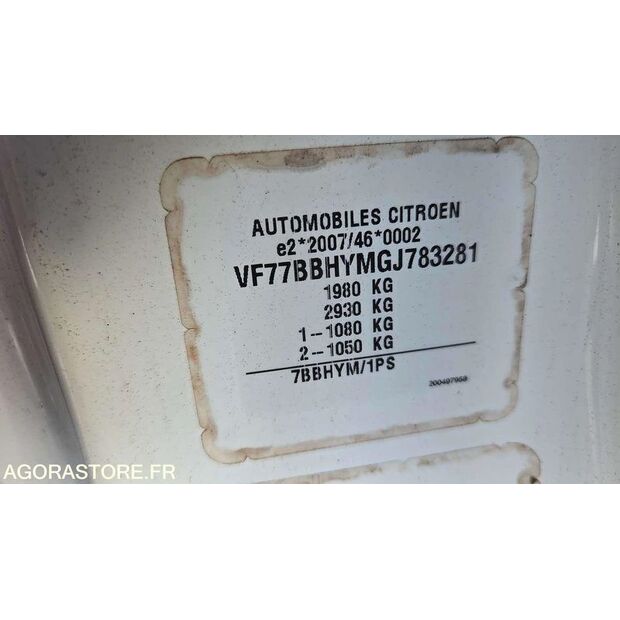 AUTOMOBILES CITROEN
e2*2007/46*0002
VF77BBHYMGJ783281
1980 KG
2930 KG
1--1080 KG
2--1050 KG
7BBHYM/1PS
200497959
AGORASTORE.FR